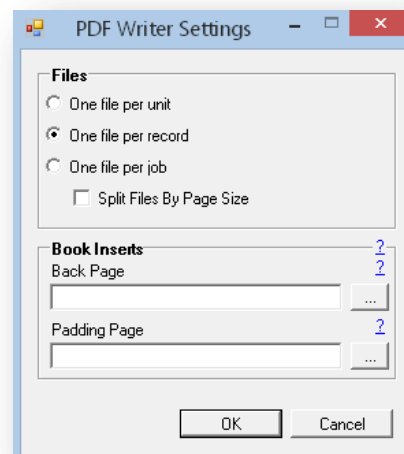 PDF Writer Settings
Files
One file per unit
One file per record
One file per job
Split Files By Page Size
Book Inserts ?
Back Page ?
...
Padding Page ?
...
OK Cancel